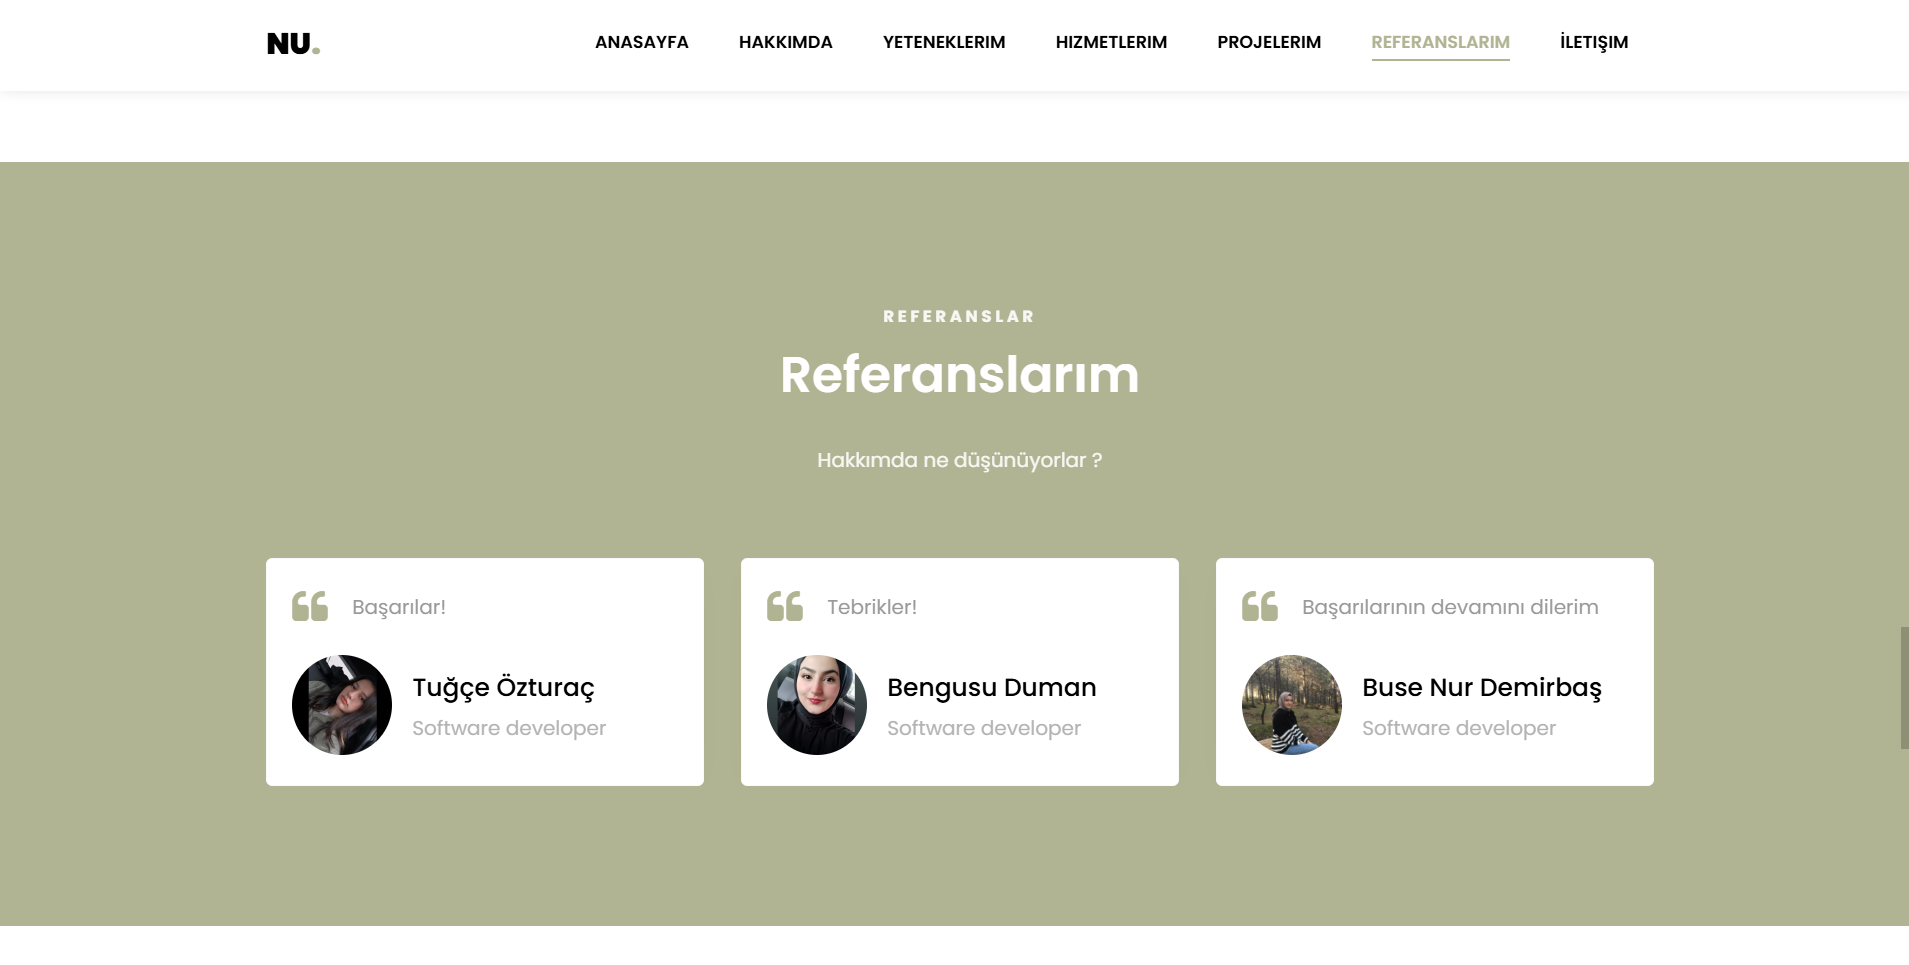 NU.
ANASAYFA HAKKIMDA YETENEKLERIM HIZMETLERIM PROJELERIM REFERANSLARIM İLETIŞIM
REFERANSLAR
Referanslarım
Hakkımda ne düşünüyorlar ?
Başarılar!
Tuğçe Özturaç
Software developer
Tebrikler!
Bengusu Duman
Software developer
Başarılarının devamını dilerim
Buse Nur Demirbaş
Software developer